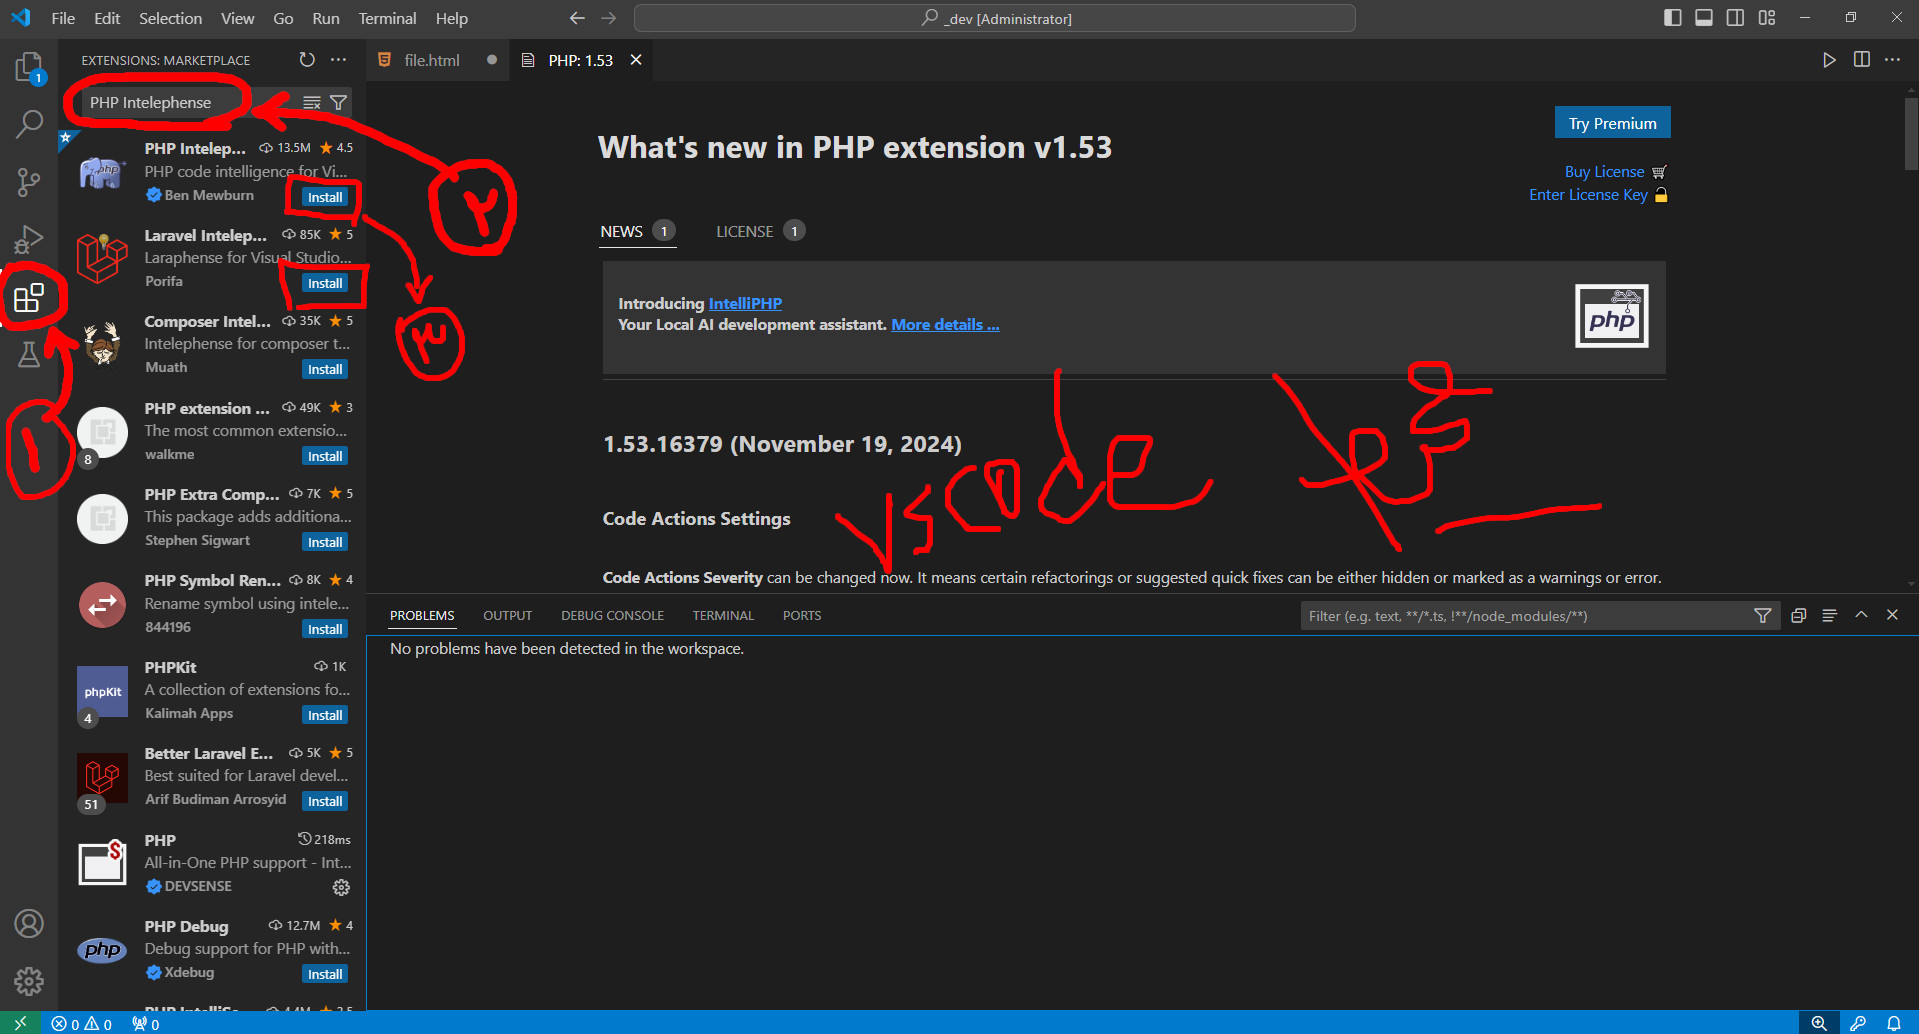 File Edit Selection View Go Run Terminal Help
_dev [Administrator]
1
EXTENSIONS: MARKETPLACE
PHP Intelephense
PHP Intelep... 13.5M 4.5
PHP code intelligence for Vi...
Ben Mewburn Install
Laravel Intelep... 85K 5
Laraphense for Visual Studio...
Porifa Install
Composer Intel... 35K 5
Intelephense for composer t...
Muath Install
PHP extension ... 49K 3
The most common extensio...
8 walkme Install
PHP Extra Comp... 7K 5
This package adds additiona...
Stephen Sigwart Install
PHP Symbol Ren... 8K 4
Rename symbol using intele...
844196 Install
phpKit
PHPKit 1K
A collection of extensions fo...
4 Kalimah Apps Install
Better Laravel E... 5K 5
Best suited for Laravel devel...
51 Arif Budiman Arrosyid Install
PHP 218ms
All-in-One PHP support - Int...
DEVSENSE
php
PHP Debug 12.7M 4
Debug support for PHP with...
Xdebug Install
۱
۲
۳
file.html
PHP: 1.53
What's new in PHP extension v1.53
Try Premium
Buy License
Enter License Key
NEWS 1 LICENSE 1
Introducing IntelliPHP
Your Local AI development assistant. More details ...
php
1.53.16379 (November 19, 2024)
vscode
Code Actions Settings
Code Actions Severity can be changed now. It means certain refactorings or suggested quick fixes can be either hidden or marked as a warnings or error.
PROBLEMS OUTPUT DEBUG CONSOLE TERMINAL PORTS
Filter (e.g. text, **/*.ts, !**/node_modules/**)
No problems have been detected in the workspace.
0 0 0